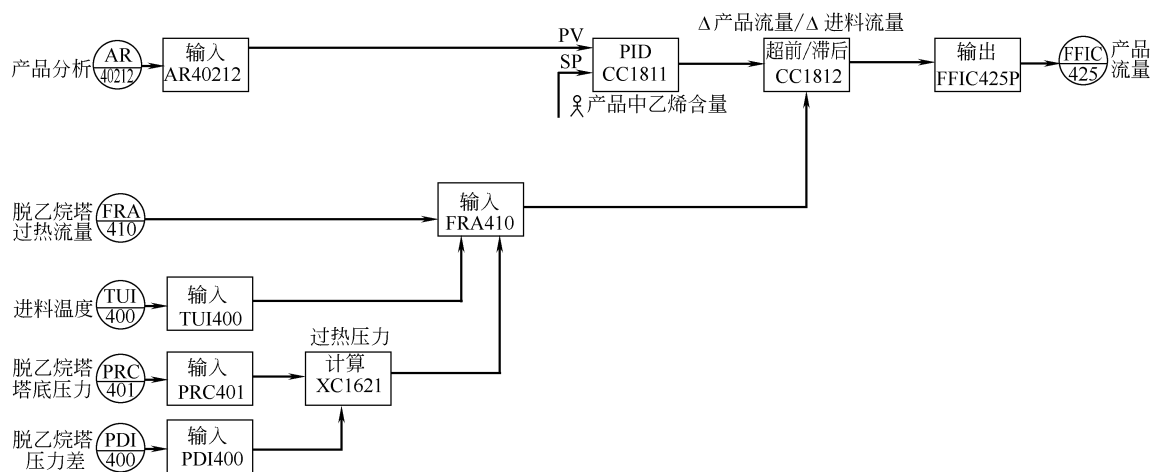 Δ产品流量/Δ 进料流量
产品分析
AR
40212
输入
AR40212
PV
SP
PID
CC1811
超前/滞后
CC1812
输出
FFIC425P
FFIC
425
产品
流量
产品中乙烯含量
脱乙烷塔
过热流量
FRA
410
输入
FRA410
进料温度
TUI
400
输入
TUI400
过热压力
脱乙烷塔
塔底压力
PRC
401
输入
PRC401
计算
XC1621
脱乙烷塔
压力差
PDI
400
输入
PDI400